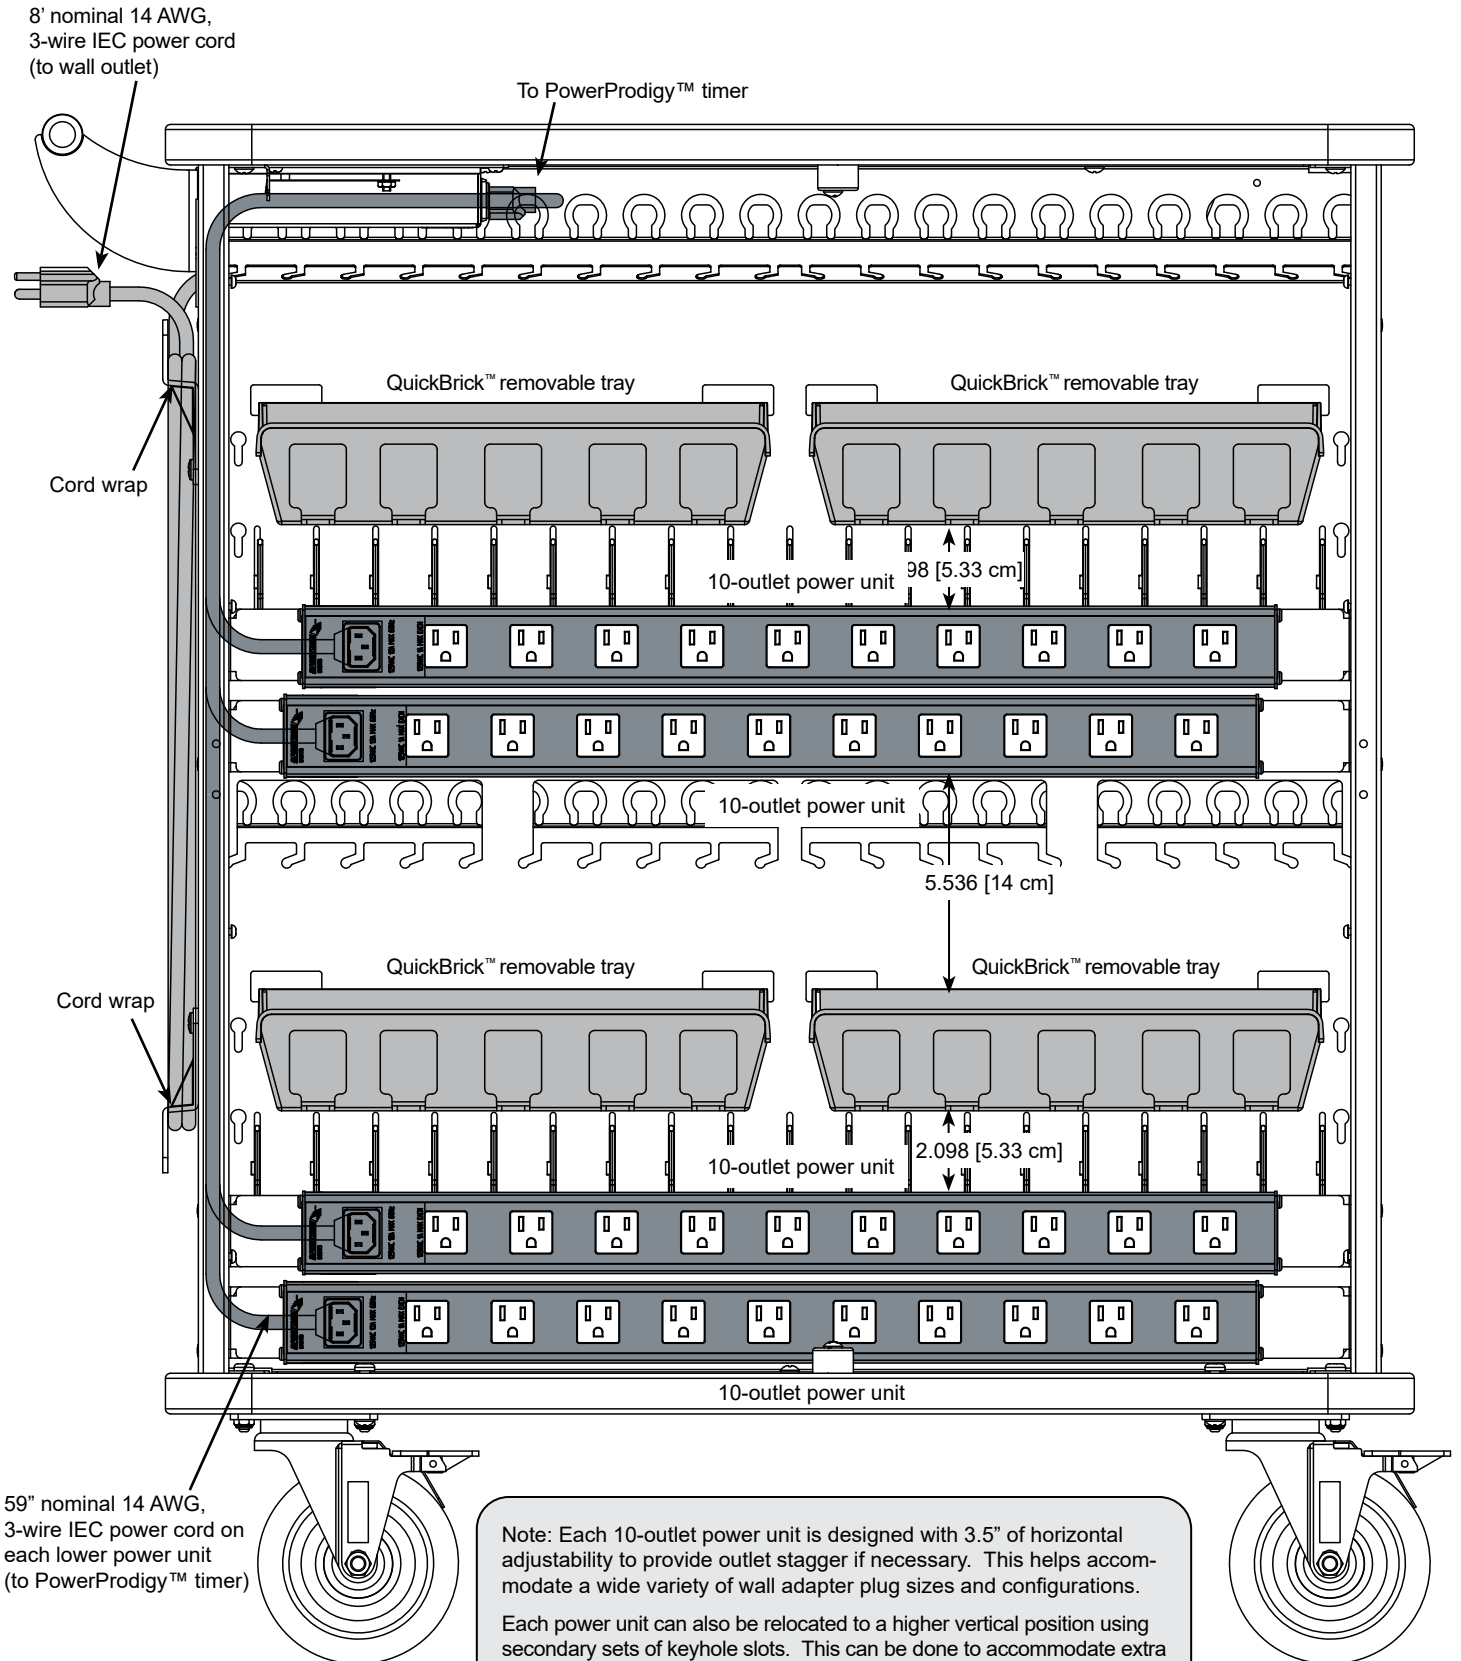 8’ nominal 14 AWG,
3-wire IEC power cord
(to wall outlet)
To PowerProdigy™ timer
QuickBrick™ removable tray
QuickBrick™ removable tray
Cord wrap
10-outlet power unit
98 [5.33 cm]
10-outlet power unit
5.536 [14 cm]
QuickBrick™ removable tray
QuickBrick™ removable tray
Cord wrap
10-outlet power unit
2.098 [5.33 cm]
10-outlet power unit
59” nominal 14 AWG,
3-wire IEC power cord on
each lower power unit
(to PowerProdigy™ timer)
Note: Each 10-outlet power unit is designed with 3.5” of horizontal
adjustability to provide outlet stagger if necessary.  This helps accom-
modate a wide variety of wall adapter plug sizes and configurations.
Each power unit can also be relocated to a higher vertical position using
secondary sets of keyhole slots.  This can be done to accommodate extra